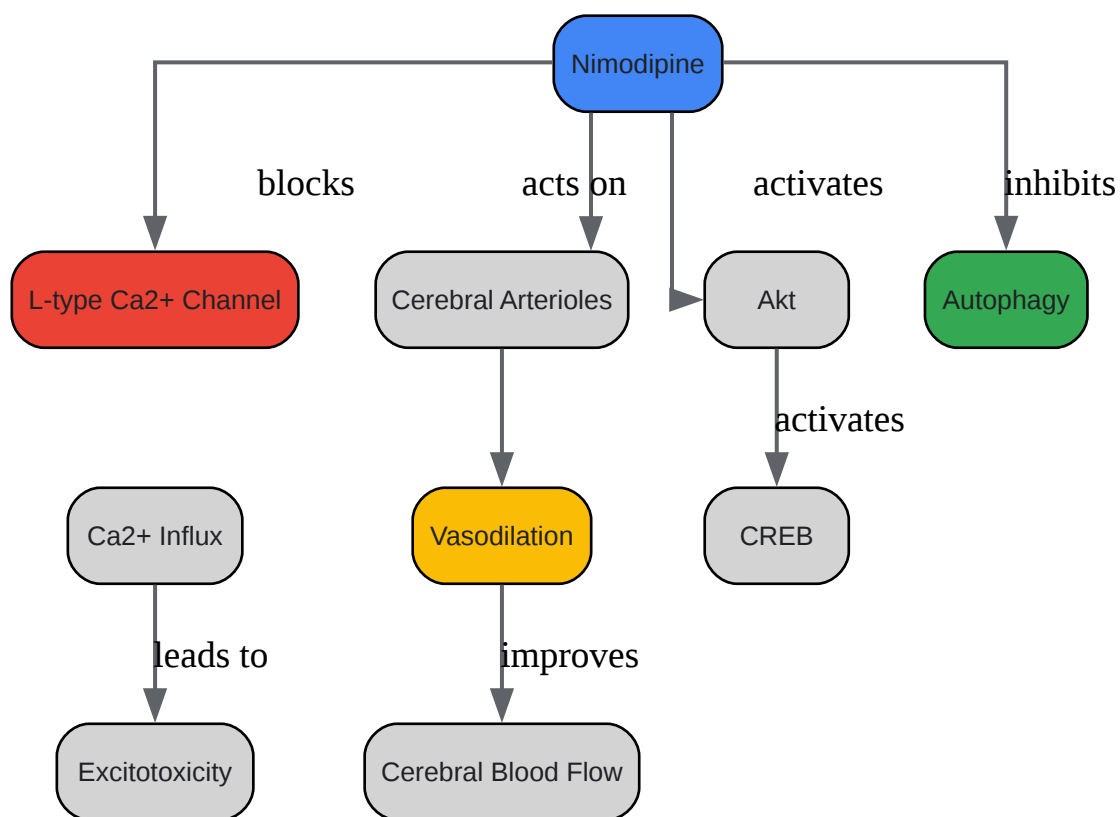 Nimodipine
blocks
acts on
activates
inhibits
L-type Ca2+ Channel
Cerebral Arterioles
Akt
Autophagy
activates
Ca2+ Influx
Vasodilation
CREB
leads to
improves
Excitotoxicity
Cerebral Blood Flow